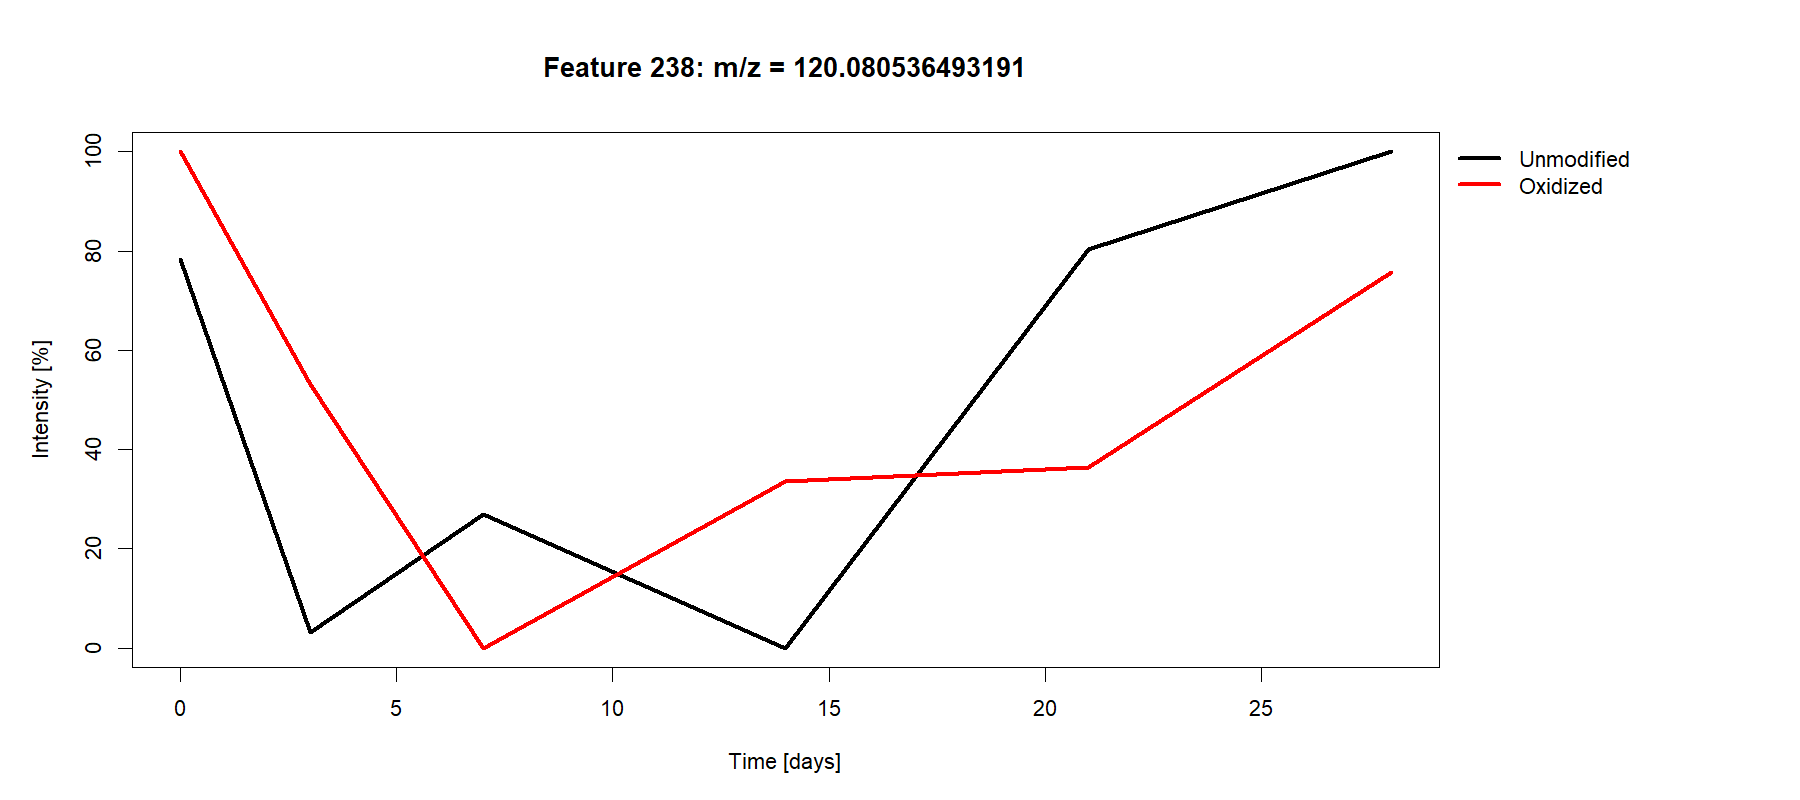 Feature 238: m/z = 120.080536493191
Unmodified
Oxidized
Intensity [%]
100
80
60
40
20
0
0 5 10 15 20 25
Time [days]